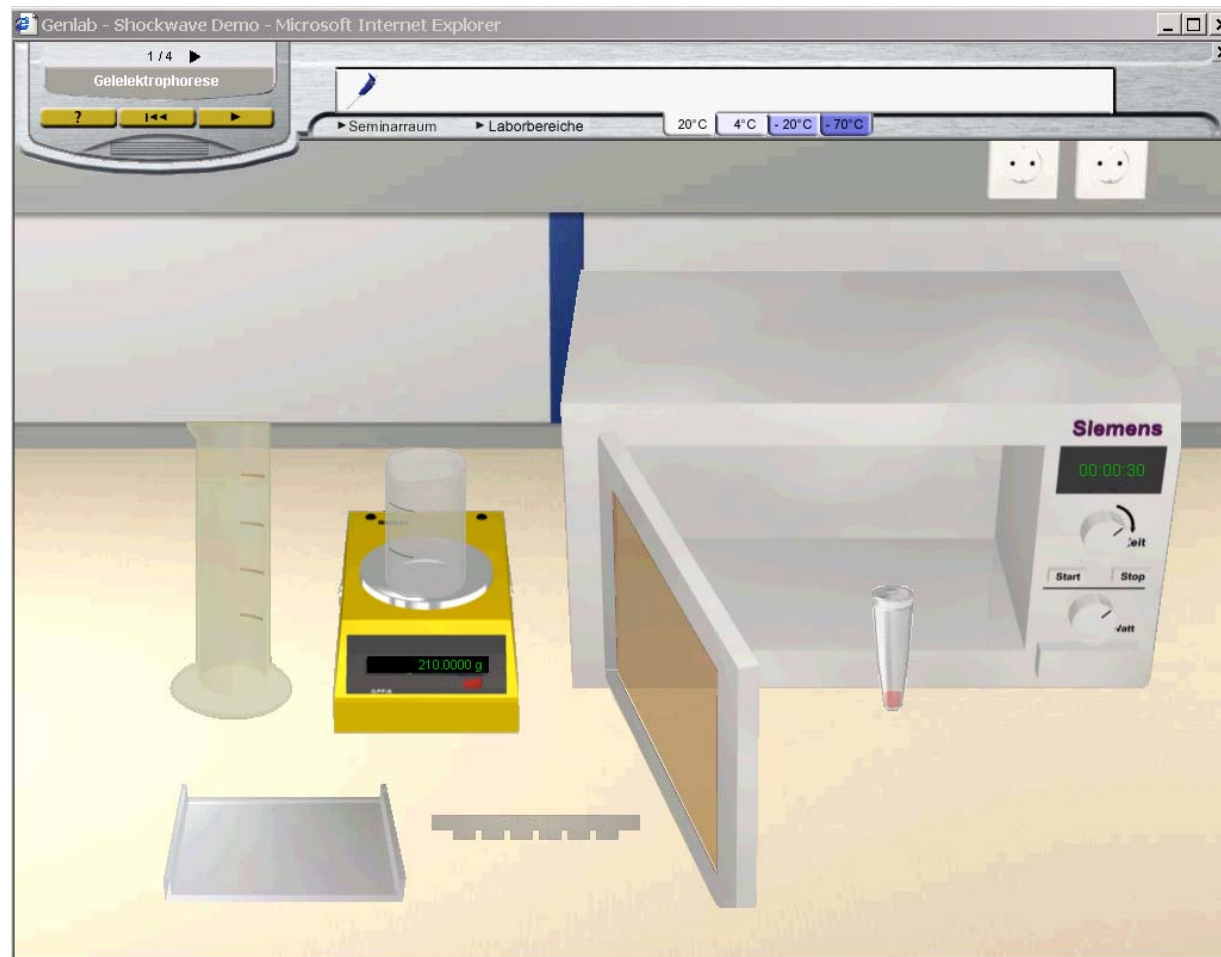 Genlab - Shockwave Demo - Microsoft Internet Explorer
1 / 4
Gelelektrophorese
?
Seminarraum
Laborbereiche
20°C
4°C
- 20°C
- 70°C
Siemens
00:00:30
Zeit
Start
Stop
Watt
210.0000 g